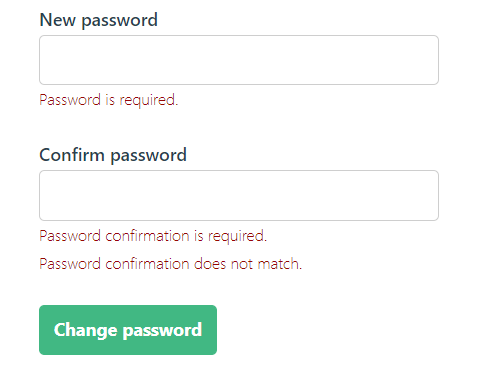 New password
Password is required.
Confirm password
Password confirmation is required.
Password confirmation does not match.
Change password